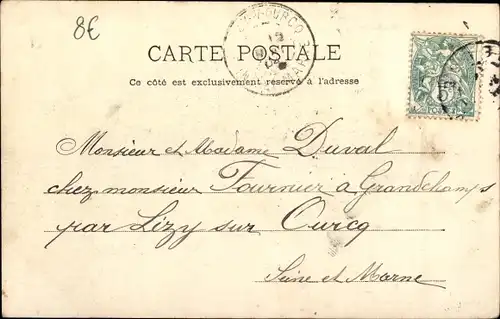 8€
CARTE POSTALE
Ce côté est exclusivement réservé à l'adresse
5
Monsieur et Madame Duval
chez monsieur Fournier à Grandchamps
par Lizy sur Ourcq
Seine et Marne